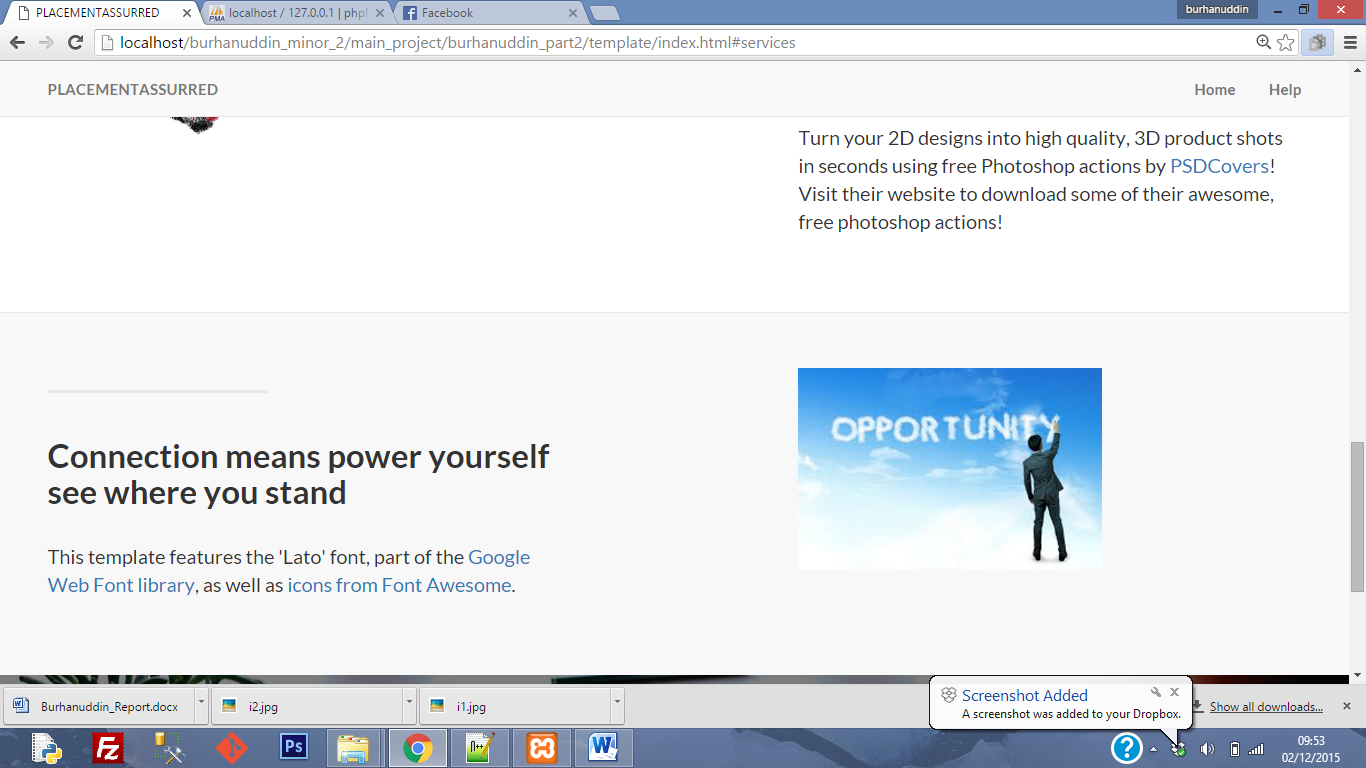 PLACEMENTASSURRED
localhost / 127.0.0.1 | php
Facebook
burhanuddin
localhost/burhanuddin_minor_2/main_project/burhanuddin_part2/template/index.html#services
PLACEMENTASSURRED
Home
Help
Turn your 2D designs into high quality, 3D product shots
in seconds using free Photoshop actions by PSDCovers!
Visit their website to download some of their awesome,
free photoshop actions!
OPPORTUNITY
Connection means power yourself
see where you stand
This template features the 'Lato' font, part of the Google
Web Font library, as well as icons from Font Awesome.
Burhanuddin_Report.docx
i2.jpg
i1.jpg
Screenshot Added
A screenshot was added to your Dropbox.
Show all downloads...
Ps
09:53
02/12/2015